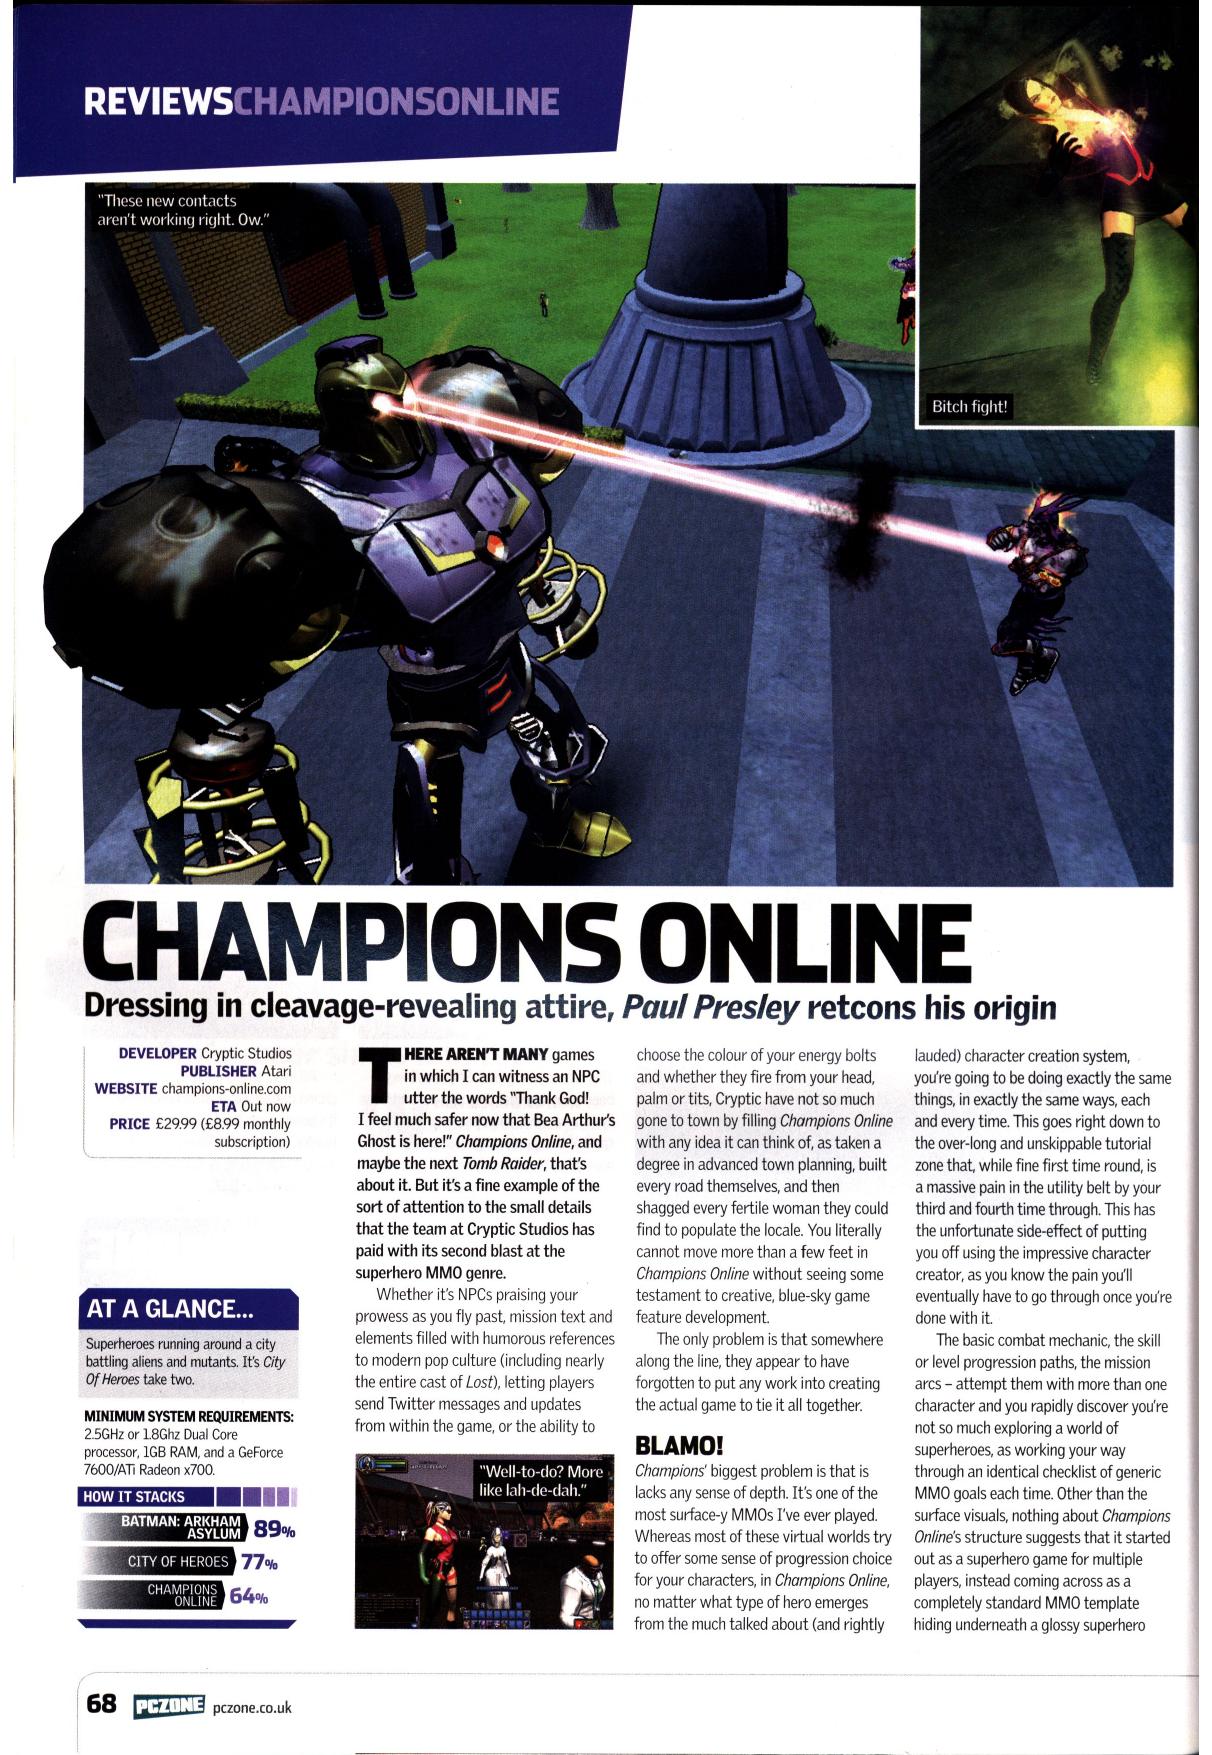 REVIEWSCHAMPIONSONLINE
"These new contacts
aren't working right. Ow."
Bitch fight!
CHAMPIONS ONLINE
Dressing in cleavage-revealing attire, Paul Presley retcons his origin
DEVELOPER Cryptic Studios
PUBLISHER Atari
WEBSITE champions-online.com
ETA Out now
PRICE £29.99 (£8.99 monthly
subscription)
AT A GLANCE...
Superheroes running around a city
battling aliens and mutants. It's City
Of Heroes take two.
MINIMUM SYSTEM REQUIREMENTS:
2.5GHz or 1.8Ghz Dual Core
processor, 1GB RAM, and a GeForce
7600/ATi Radeon x700.
HOW IT STACKS
BATMAN: ARKHAM
ASYLUM 89%
CITY OF HEROES 77%
CHAMPIONS
ONLINE 64%
THERE AREN'T MANY games
in which I can witness an NPC
utter the words "Thank God!
I feel much safer now that Bea Arthur's
Ghost is here!" Champions Online, and
maybe the next Tomb Raider, that's
about it. But it's a fine example of the
sort of attention to the small details
that the team at Cryptic Studios has
paid with its second blast at the
superhero MMO genre.
Whether it's NPCs praising your
prowess as you fly past, mission text and
elements filled with humorous references
to modern pop culture (including nearly
the entire cast of Lost), letting players
send Twitter messages and updates
from within the game, or the ability to
"Well-to-do? More
like lah-de-dah."
choose the colour of your energy bolts
and whether they fire from your head,
palm or tits, Cryptic have not so much
gone to town by filling Champions Online
with any idea it can think of, as taken a
degree in advanced town planning, built
every road themselves, and then
shagged every fertile woman they could
find to populate the locale. You literally
cannot move more than a few feet in
Champions Online without seeing some
testament to creative, blue-sky game
feature development.
The only problem is that somewhere
along the line, they appear to have
forgotten to put any work into creating
the actual game to tie it all together.
BLAMO!
Champions' biggest problem is that is
lacks any sense of depth. It's one of the
most surface-y MMOs I've ever played.
Whereas most of these virtual worlds try
to offer some sense of progression choice
for your characters, in Champions Online,
no matter what type of hero emerges
from the much talked about (and rightly
lauded) character creation system,
you're going to be doing exactly the same
things, in exactly the same ways, each
and every time. This goes right down to
the over-long and unskippable tutorial
zone that, while fine first time round, is
a massive pain in the utility belt by your
third and fourth time through. This has
the unfortunate side-effect of putting
you off using the impressive character
creator, as you know the pain you'll
eventually have to go through once you're
done with it.
The basic combat mechanic, the skill
or level progression paths, the mission
arcs – attempt them with more than one
character and you rapidly discover you're
not so much exploring a world of
superheroes, as working your way
through an identical checklist of generic
MMO goals each time. Other than the
surface visuals, nothing about Champions
Online's structure suggests that it started
out as a superhero game for multiple
players, instead coming across as a
completely standard MMO template
hiding underneath a glossy superhero
68 PCZONE pczone.co.uk